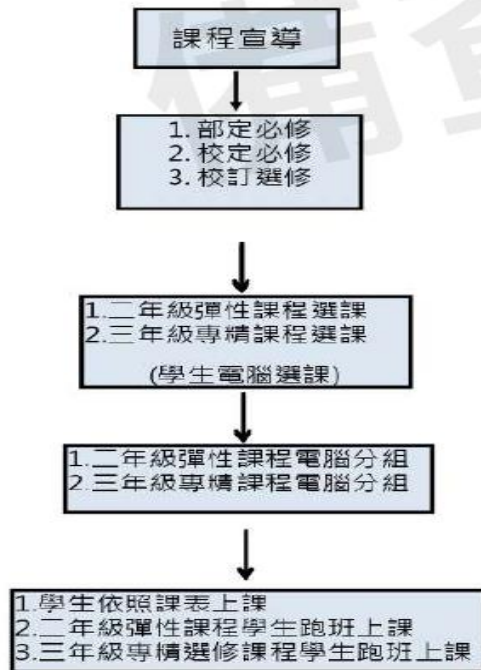 課程宣導
1. 部定必修
2. 校定必修
3. 校訂選修
1.二年級彈性課程選課
2.三年級專精課程選課
(學生電腦選課)
1.二年級彈性課程電腦分組
2.三年級專精課程電腦分組
1.學生依照課表上課
2.二年級彈性課程學生跑班上課
3.三年級專精選修課程學生跑班上課